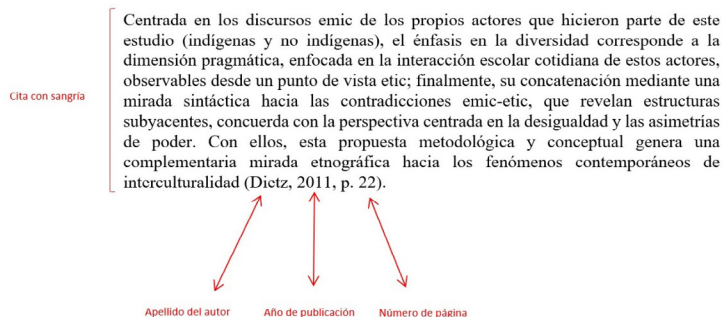 Centrada en los discursos emic de los propios actores que hicieron parte de este
estudio (indígenas y no indígenas), el énfasis en la diversidad corresponde a la
dimensión pragmática, enfocada en la interacción escolar cotidiana de estos actores,
observables desde un punto de vista etic; finalmente, su concatenación mediante una
Cita con sangría
mirada sintáctica hacia las contradicciones emic-etic, que revelan estructuras
subyacentes, concuerda con la perspectiva centrada en la desigualdad y las asimetrías
de poder. Con ellos, esta propuesta metodológica y conceptual genera una
complementaria mirada etnográfica hacia los fenómenos contemporáneos de
interculturalidad (Dictz, 2011, p. 22).
Apellido del autor
Año de publicación
Número de página